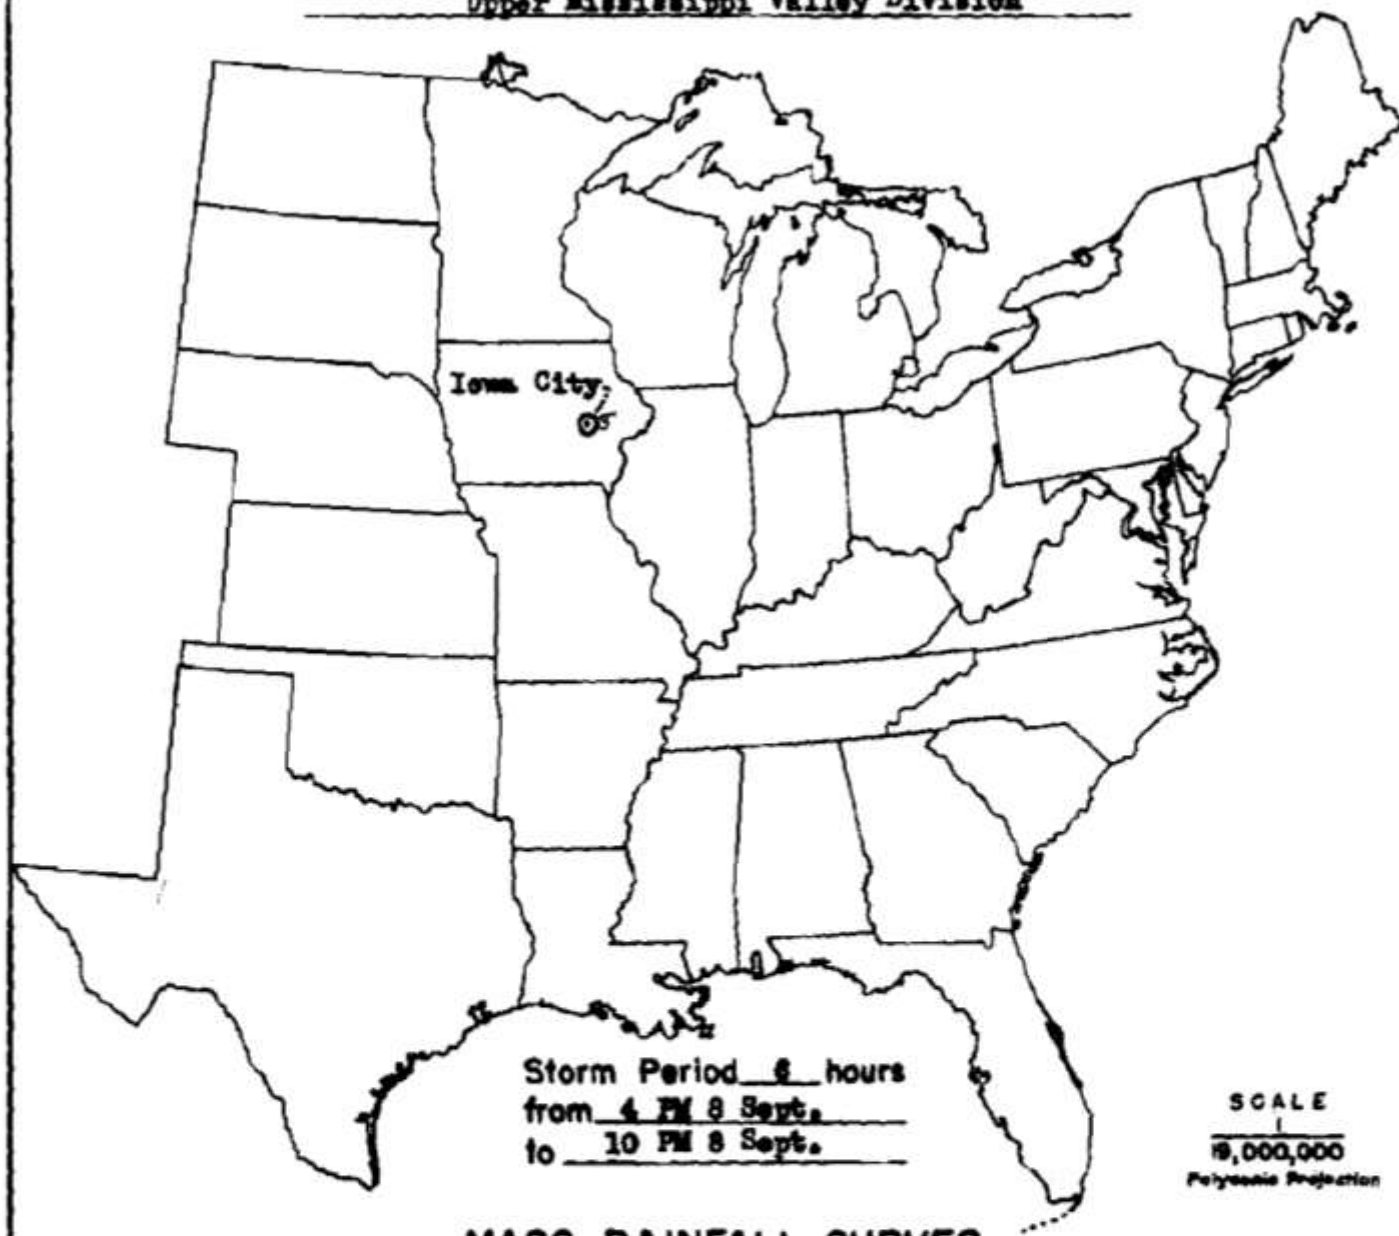 Upper Mississippi Valley Division
Iowa City
Storm Period 6 hours
from 4 PM 8 Sept.
to 10 PM 8 Sept.
SCALE
1
19,000,000
Polyconic Projection
MASS RAINFALL CURVES